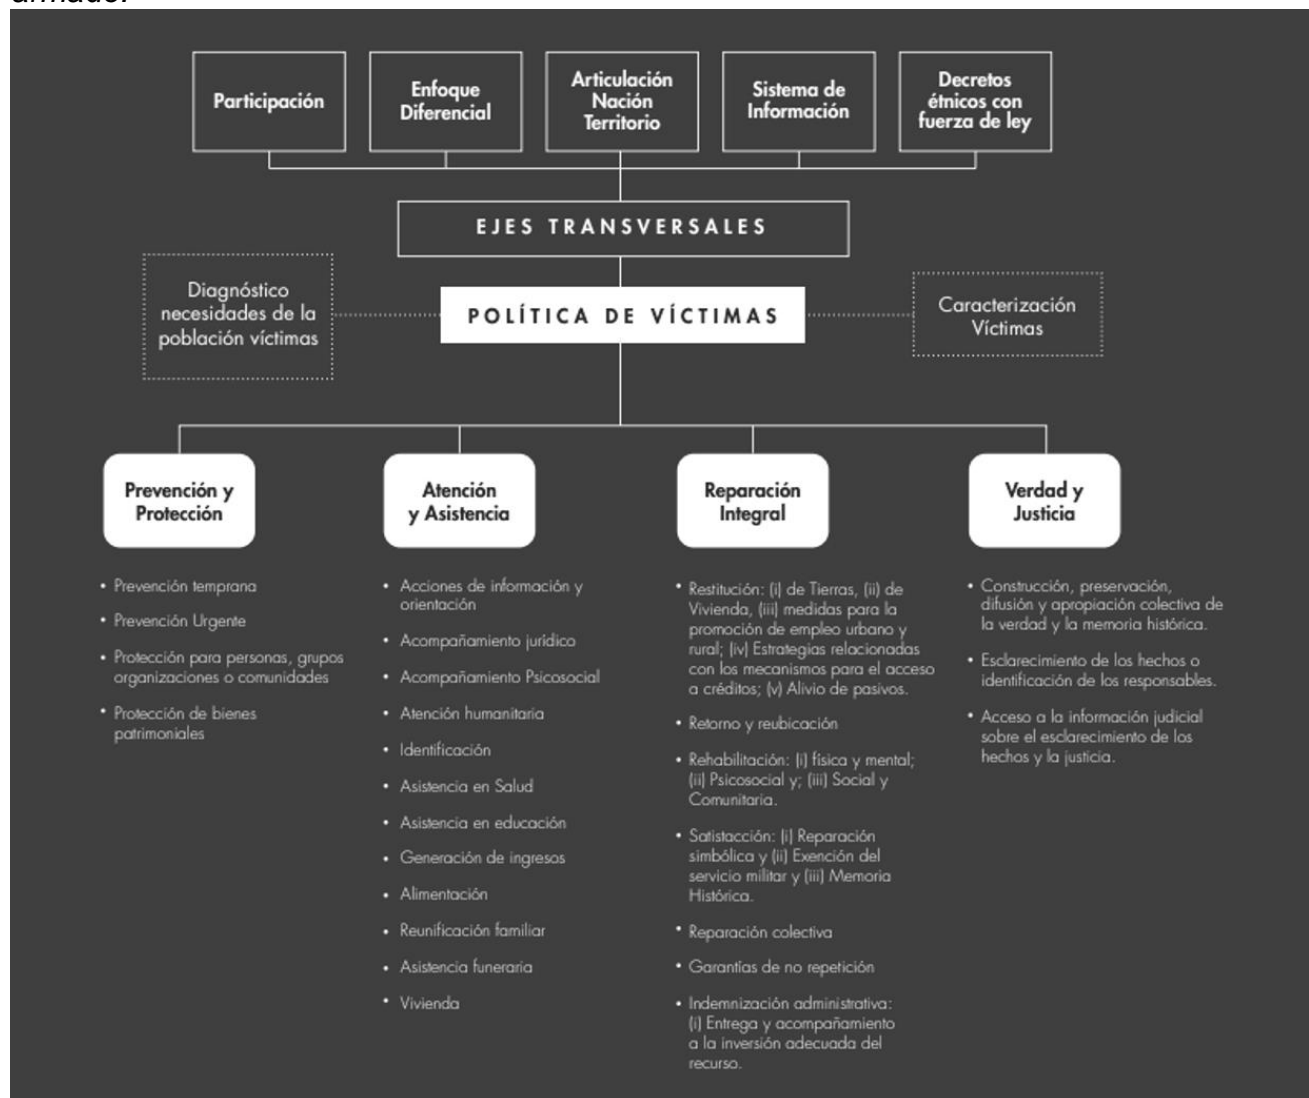 armado.
Participación
Enfoque
Diferencial
Articulación
Nación
Territorio
Sistema de
Información
Decretos
étnicos con
fuerza de ley
EJES TRANSVERSALES
Diagnóstico
necesidades de la
población víctimas
POLÍTICA DE VÍCTIMAS
Caracterización
Víctimas
Prevención y
Protección
• Prevención temprana
• Prevención Urgente
• Protección para personas, grupos
organizaciones o comunidades
• Protección de bienes
patrimoniales
Atención
y Asistencia
• Acciones de información y
orientación
• Acompañamiento jurídico
• Acompañamiento Psicosocial
• Atención humanitaria
• Identificación
• Asistencia en Salud
• Asistencia en educación
• Generación de ingresos
• Alimentación
• Reunificación familiar
• Asistencia funeraria
• Vivienda
Reparación
Integral
• Restitución: (i) de Tierras, (ii) de
Vivienda, (iii) medidas para la
promoción de empleo urbano y
rural; (iv) Estrategias relacionadas
con los mecanismos para el acceso
a créditos; (v) Alivio de pasivos.
• Retorno y reubicación
• Rehabilitación: (i) física y mental;
(ii) Psicosocial y; (iii) Social y
Comunitaria.
• Satistacción: (i) Reparación
simbólica y (ii) Exención del
servicio militar y (iii) Memoria
Histórica.
• Reparación colectiva
• Garantías de no repetición
• Indemnización administrativa:
(i) Entrega y acompañamiento
a la inversión adecuada del
recurso.
Verdad y
Justicia
• Construcción, preservación,
difusión y apropiación colectiva de
la verdad y la memoria histórica.
• Esclarecimiento de los hechos o
identificación de los responsables.
• Acceso a la información judicial
sobre el esclarecimiento de los
hechos y la justicia.